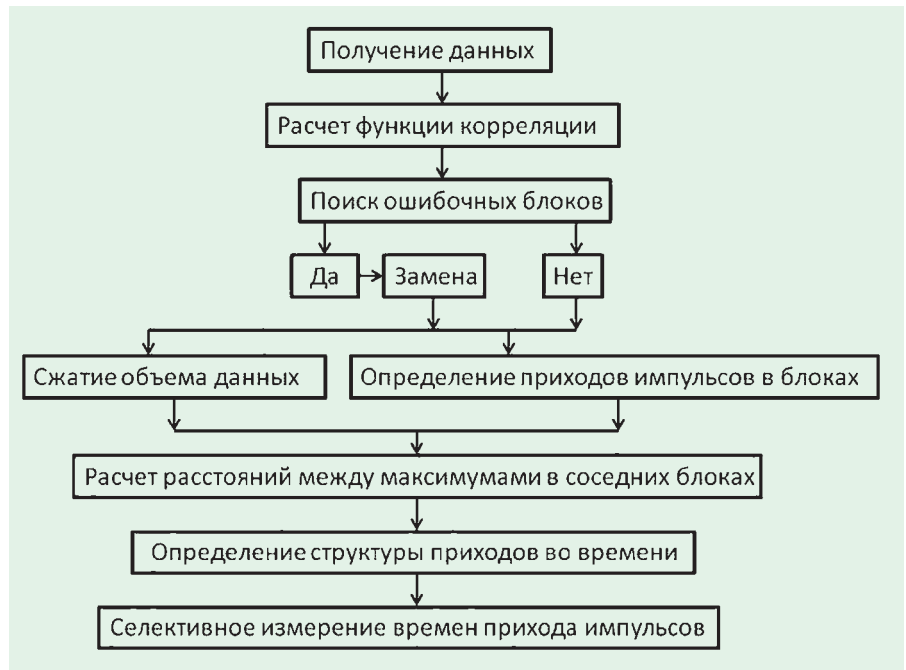 Получение данных
Расчет функции корреляции
Поиск ошибочных блоков
Да
Замена
Нет
Сжатие объема данных
Определение приходов импульсов в блоках
Расчет расстояний между максимумами в соседних блоках
Определение структуры приходов во времени
Селективное измерение времен прихода импульсов